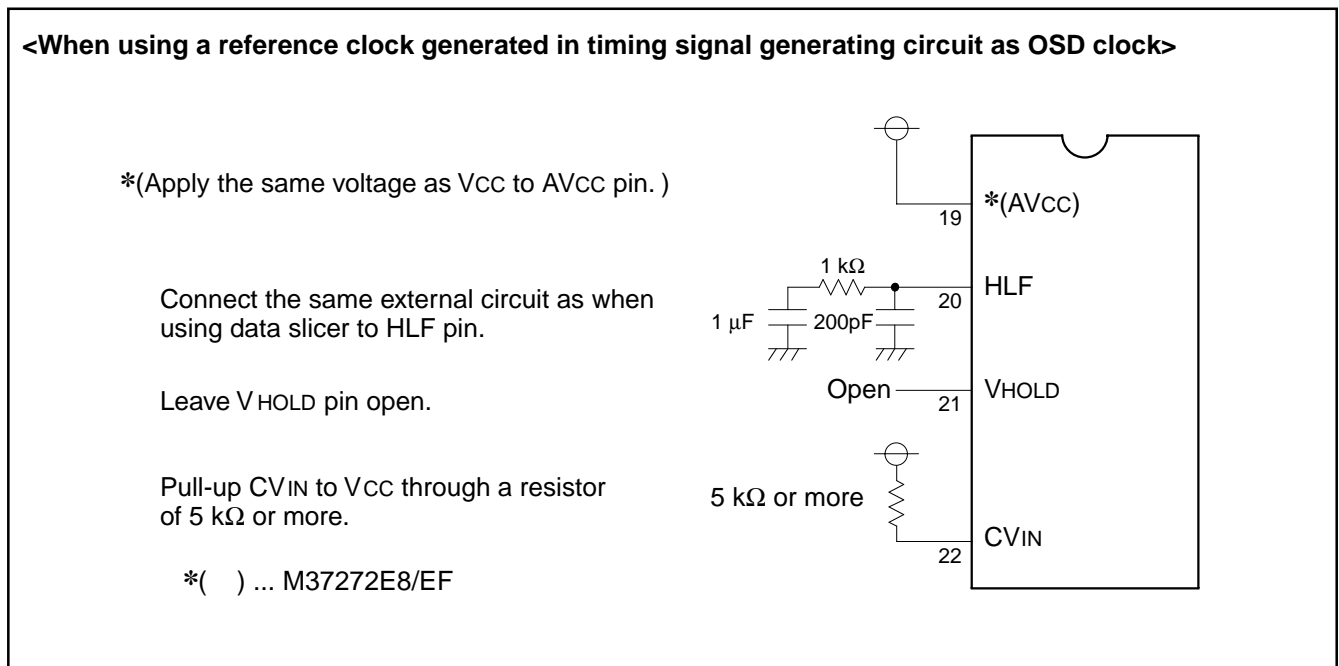 <When using a reference clock generated in timing signal generating circuit as OSD clock>
*(Apply the same voltage as VCC to AVCC pin. )
19
*(AVCC)
Connect the same external circuit as when
using data slicer to HLF pin.
1 kΩ
1 μF
200pF
20
HLF
Leave VHOLD pin open.
Open
21
VHOLD
Pull-up CVIN to VCC through a resistor
of 5 kΩ or more.
5 kΩ or more
22
CVIN
*( ) ... M37272E8/EF